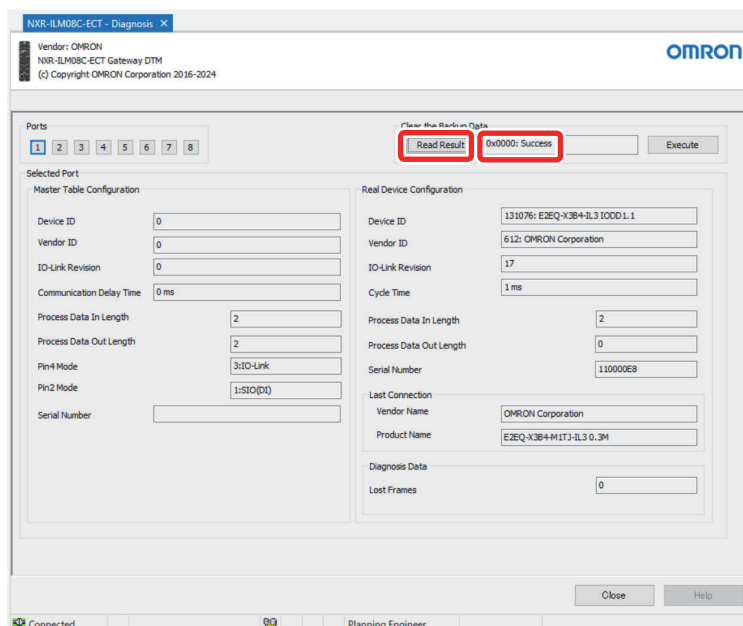 NXR-ILM08C-ECT - Diagnosis ×
Vendor: OMRON
NXR-ILM08C-ECT Gateway DTM
(c) Copyright OMRON Corporation 2016-2024
OMRON
Ports
1 2 3 4 5 6 7 8
Clear the Backup Data
Read Result 0x0000: Success Execute
Selected Port
Master Table Configuration
Device ID 0
Vendor ID 0
IO-Link Revision 0
Communication Delay Time 0 ms
Process Data In Length 2
Process Data Out Length 2
Pin4 Mode 3:IO-Link
Pin2 Mode 1:SIO(DI)
Serial Number
Real Device Configuration
Device ID 131076: E2EQ-X3B4-IL3 IODD1.1
Vendor ID 612: OMRON Corporation
IO-Link Revision 17
Cycle Time 1 ms
Process Data In Length 2
Process Data Out Length 0
Serial Number 110000E8
Last Connection
Vendor Name OMRON Corporation
Product Name E2EQ-X3B4-M1TJ-IL3 0.3M
Diagnosis Data
Lost Frames 0
Close Help
Connected Planning Engineer